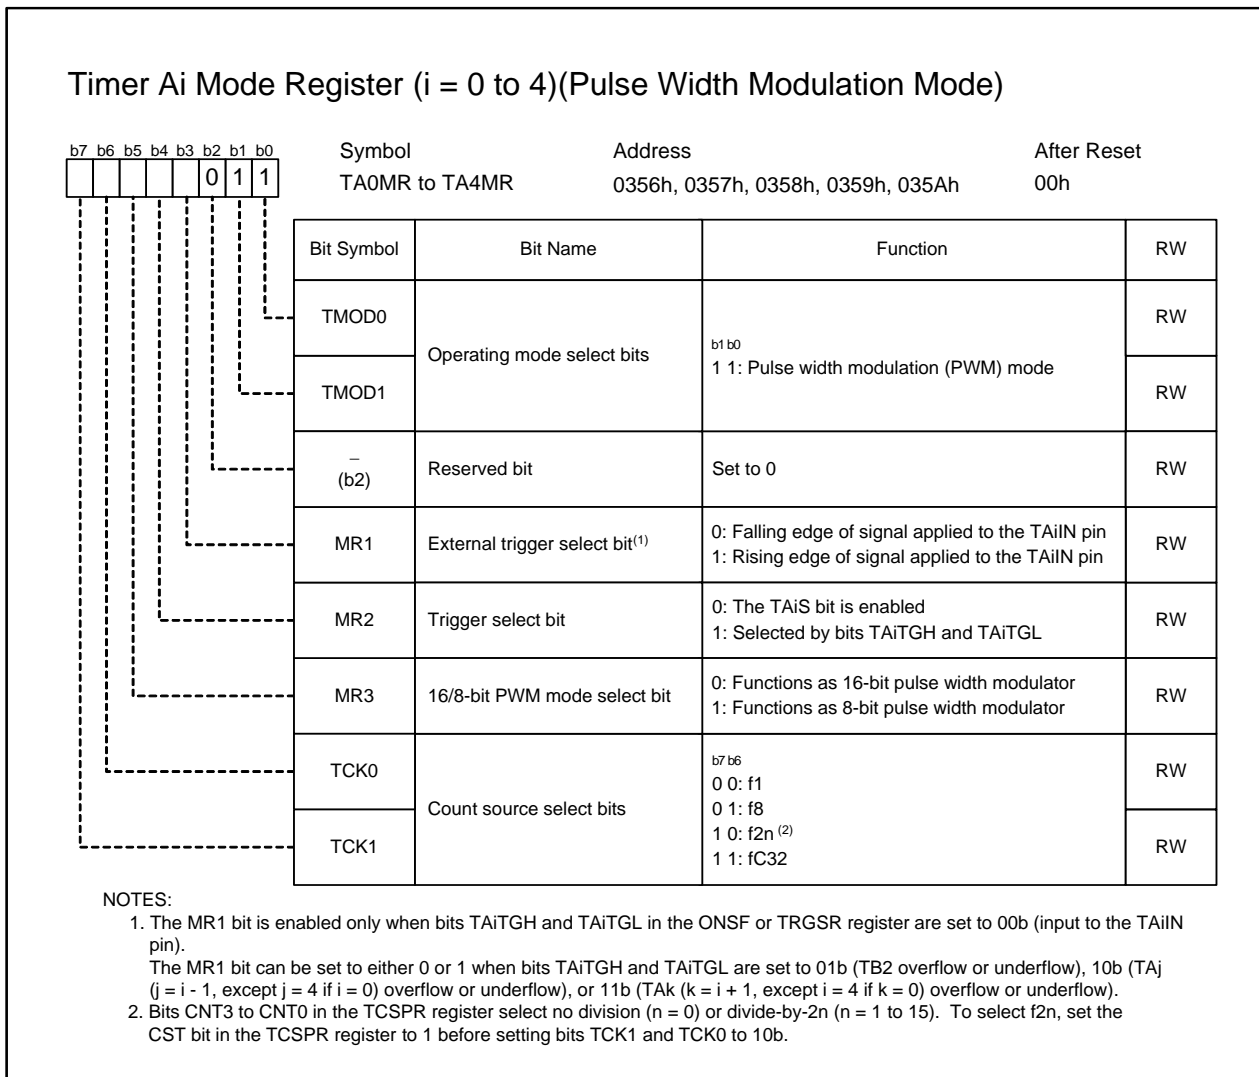 Timer Ai Mode Register (i = 0 to 4)(Pulse Width Modulation Mode)
b7 b6 b5 b4 b3 b2 b1 b0
0 1 1
Symbol Address After Reset
TA0MR to TA4MR 0356h, 0357h, 0358h, 0359h, 035Ah 00h
Bit Symbol Bit Name Function RW
TMOD0 RW
Operating mode select bits
b1 b0
1 1: Pulse width modulation (PWM) mode
TMOD1 RW
–
(b2)
Reserved bit Set to 0 RW
MR1 External trigger select bit(1)
0: Falling edge of signal applied to the TAiIN pin
1: Rising edge of signal applied to the TAiIN pin
RW
MR2 Trigger select bit
0: The TAiS bit is enabled
1: Selected by bits TAiTGH and TAiTGL
RW
MR3 16/8-bit PWM mode select bit
0: Functions as 16-bit pulse width modulator
1: Functions as 8-bit pulse width modulator
RW
TCK0 RW
Count source select bits
b7 b6
0 0: f1
0 1: f8
1 0: f2n (2)
1 1: fC32
TCK1 RW
NOTES:
1. The MR1 bit is enabled only when bits TAiTGH and TAiTGL in the ONSF or TRGSR register are set to 00b (input to the TAiIN
pin).
The MR1 bit can be set to either 0 or 1 when bits TAiTGH and TAiTGL are set to 01b (TB2 overflow or underflow), 10b (TAj
(j = i - 1, except j = 4 if i = 0) overflow or underflow), or 11b (TAk (k = i + 1, except i = 4 if k = 0) overflow or underflow).
2. Bits CNT3 to CNT0 in the TCSPR register select no division (n = 0) or divide-by-2n (n = 1 to 15). To select f2n, set the
CST bit in the TCSPR register to 1 before setting bits TCK1 and TCK0 to 10b.